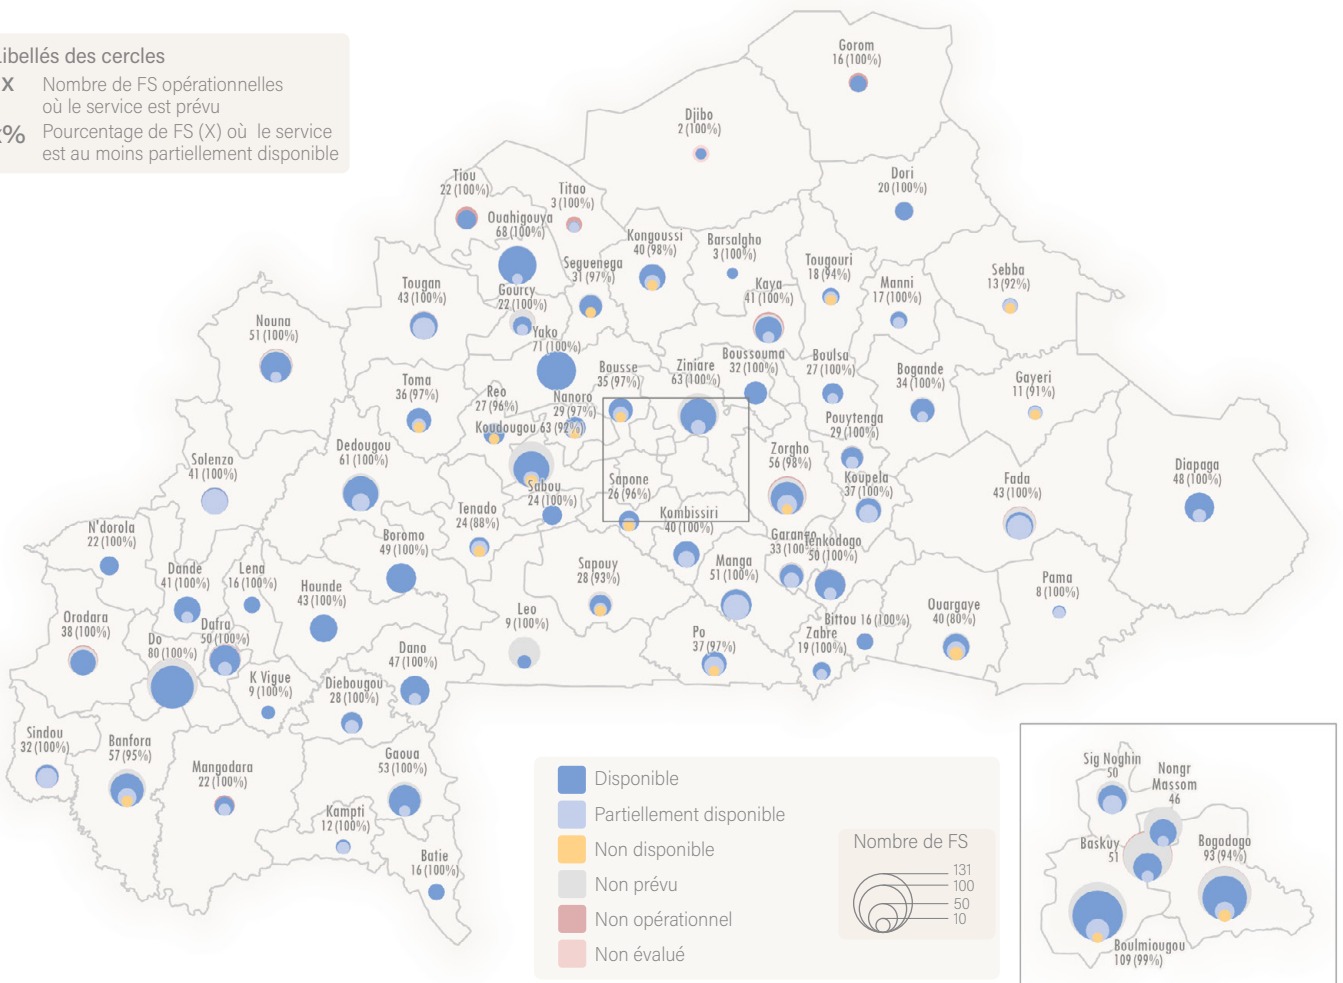 Libellés des cercles
X Nombre de FS opérationnelles
où le service est prévu
% Pourcentage de FS (X) où le service
est au moins partiellement disponible
Gorom
16 (100%)
Djibo
2 (100%)
Dori
20 (100%)
Tiou
22 (100%)
Titao
3 (100%)
Ouahigouya
68 (100%)
Kongoussi
40 (98%)
Barsalgho
3 (100%)
Seguenega
31 (97%)
Tougouri
18 (94%)
Sebba
13 (92%)
Tougan
43 (100%)
Gourcy
22 (100%)
Kaya
41 (100%)
Manni
17 (100%)
Nouna
51 (100%)
Yako
71 (100%)
Bousse
35 (97%)
Ziniare
63 (100%)
Boussouma
32 (100%)
Boulsa
27 (100%)
Bogande
34 (100%)
Gayeri
11 (91%)
Toma
36 (97%)
Reo
27 (96%)
Nanoro
29 (97%)
Koudougou 63 (92%)
Pouytenga
29 (100%)
Dedougou
61 (100%)
Solenzo
41 (100%)
Zorgho
56 (98%)
Koupela
37 (100%)
Fada
43 (100%)
Diapaga
48 (100%)
Sabou
24 (100%)
Sapone
26 (96%)
Tenado
24 (88%)
Kombissiri
40 (100%)
N'dorola
22 (100%)
Boromo
49 (100%)
Garango
33 (100%)
Tenkodogo
50 (100%)
Dande
41 (100%)
Lena
16 (100%)
Hounde
43 (100%)
Sapouy
28 (93%)
Manga
51 (100%)
Pama
8 (100%)
Orodara
38 (100%)
Dafra
50 (100%)
Do
80 (100%)
Leo
9 (100%)
Po
37 (97%)
Bittou 16 (100%)
Zabre
19 (100%)
Ouargaye
40 (80%)
Dano
47 (100%)
K Vigue
9 (100%)
Diebougou
28 (100%)
Sindou
32 (100%)
Banfora
57 (95%)
Mangodara
22 (100%)
Gaoua
53 (100%)
Kampti
12 (100%)
Batie
16 (100%)
Disponible
Partiellement disponible
Non disponible
Non prévu
Non opérationnel
Non évalué
Nombre de FS
131
100
50
10
Sig Noghin
50
Nongr
Massom
46
Baskuy
51
Bogodogo
93 (94%)
Boulmiougou
109 (99%)